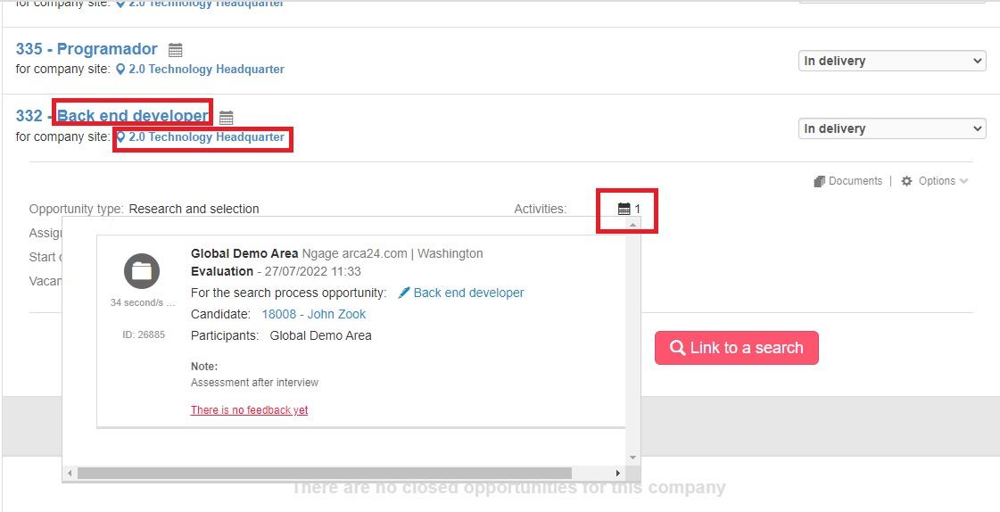 for company site: 2.0 Technology Headquarter
335 - Programador
for company site: 2.0 Technology Headquarter
In delivery
332 - Back end developer
for company site: 2.0 Technology Headquarter
In delivery
Documents | Options
Opportunity type: Research and selection Activities: 1
Assig
Start
Vacan
Global Demo Area Ngage arca24.com | Washington
Evaluation - 27/07/2022 11:33
For the search process opportunity: Back end developer
34 second/s ...
Candidate: 18008 - John Zook
ID: 26885
Participants: Global Demo Area
Link to a search
Note:
Assessment after interview
There is no feedback yet
There are no closed opportunities for this company